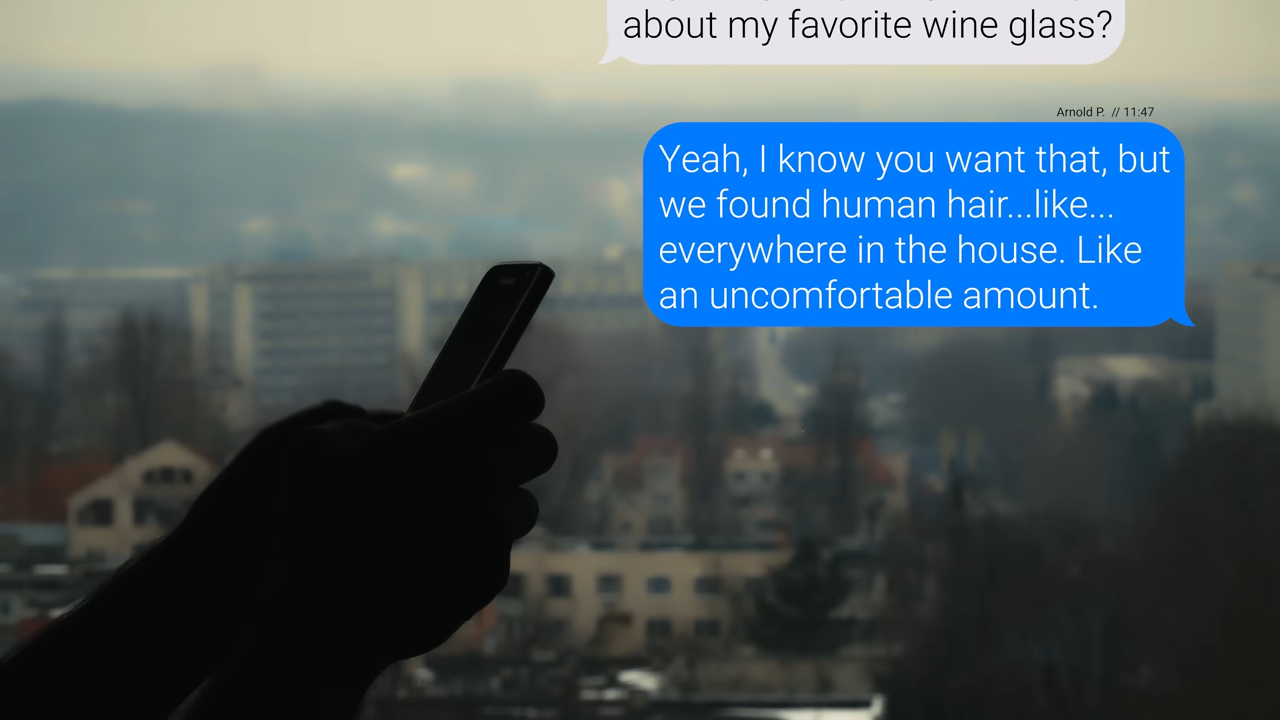 about my favorite wine glass?
Arnold P. // 11:47
Yeah, I know you want that, but
we found human hair...like...
everywhere in the house. Like
an uncomfortable amount.